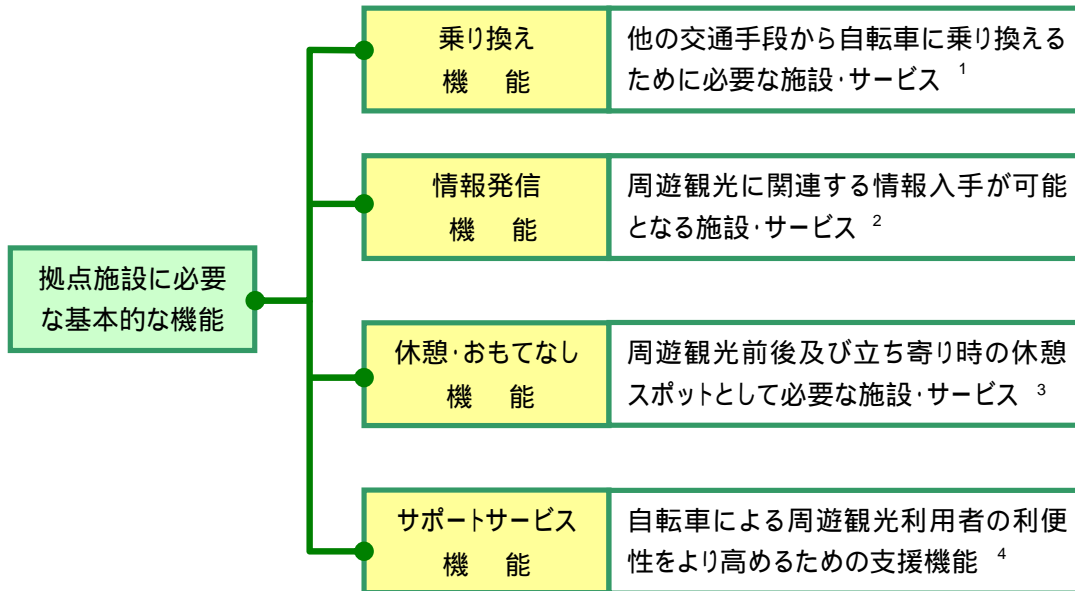 拠点施設に必要
な基本的な機能
乗り換え
機 能
他の交通手段から自転車に乗り換える
ために必要な施設・サービス 1
情報発信
機 能
周遊観光に関連する情報入手が可能
となる施設・サービス 2
休憩・おもてなし
機 能
周遊観光前後及び立ち寄り時の休憩
スポットとして必要な施設・サービス 3
サポートサービス
機 能
自転車による周遊観光利用者の利便
性をより高めるための支援機能 4